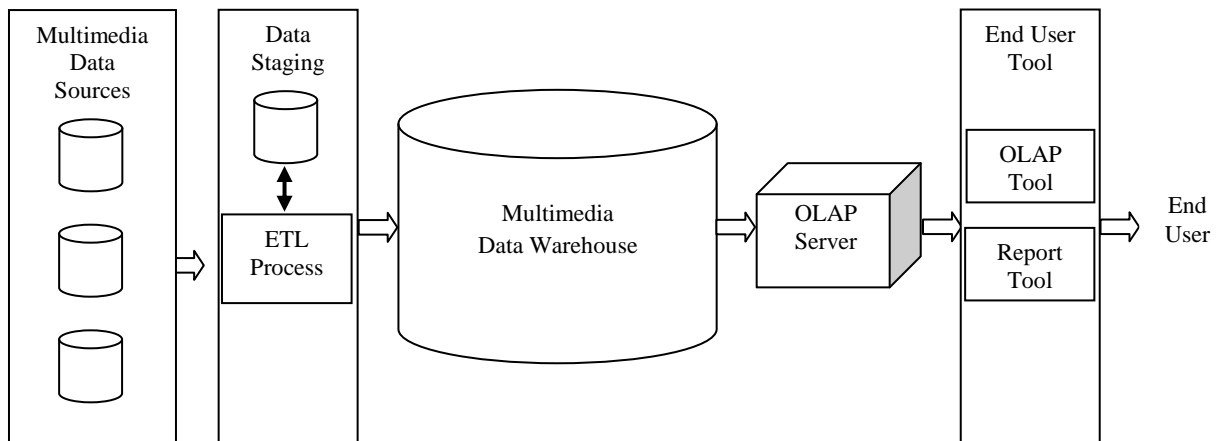 Multimedia
Data
Sources
Data
Staging
ETL
Process
Multimedia
Data Warehouse
OLAP
Server
End User
Tool
OLAP
Tool
Report
Tool
End
User